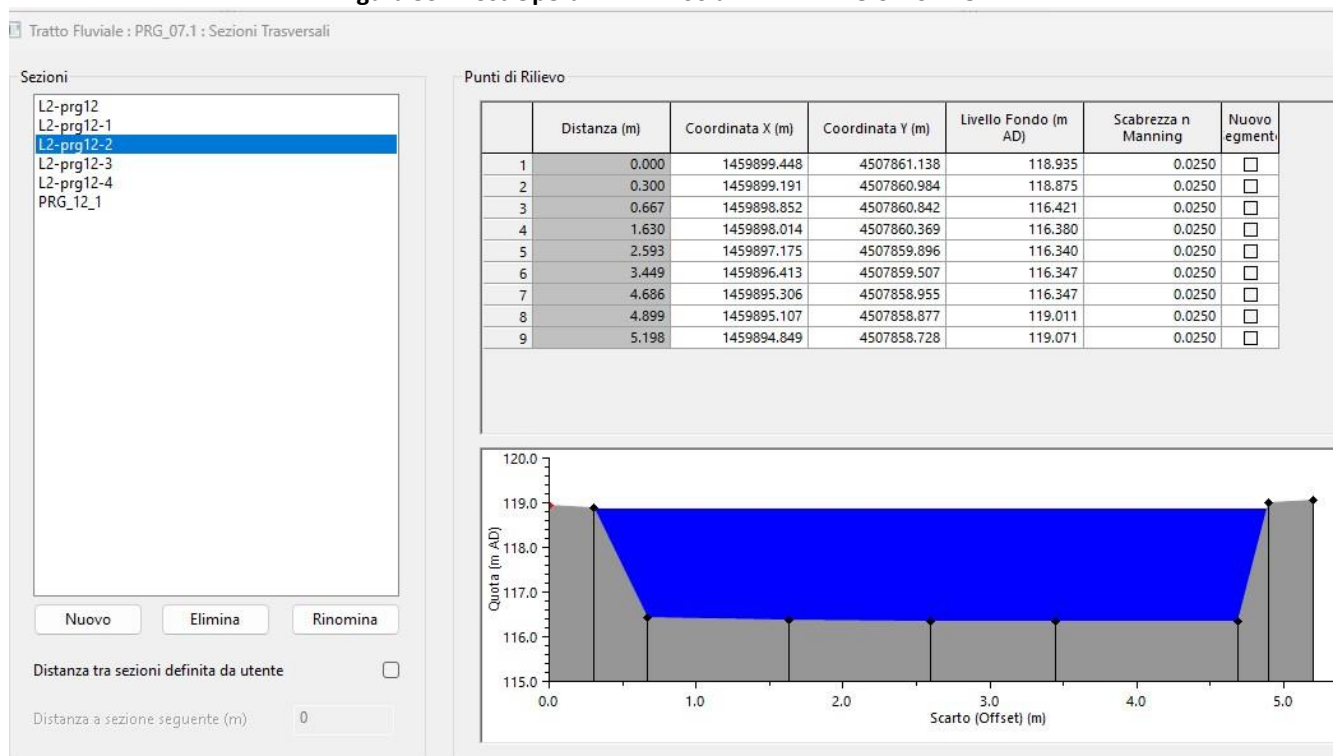 Tratto Fluviale : PRG_07.1 : Sezioni Trasversali
Sezioni
L2-prg12
L2-prg12-1
L2-prg12-2
L2-prg12-3
L2-prg12-4
PRG_12_1
Nuovo Elimina Rinomina
Distanza tra sezioni definita da utente
Distanza a sezione seguente (m) 0
Punti di Rilievo
Distanza (m) Coordinata X (m) Coordinata Y (m) Livello Fondo (m AD) Scabrezza n Manning Nuovo egment
1 0.000 1459899.448 4507861.138 118.935 0.0250
2 0.300 1459899.191 4507860.984 118.875 0.0250
3 0.667 1459898.852 4507860.842 116.421 0.0250
4 1.630 1459898.014 4507860.369 116.380 0.0250
5 2.593 1459897.175 4507859.896 116.340 0.0250
6 3.449 1459896.413 4507859.507 116.347 0.0250
7 4.686 1459895.306 4507858.955 116.347 0.0250
8 4.899 1459895.107 4507858.877 119.011 0.0250
9 5.198 1459894.849 4507858.728 119.071 0.0250
Quota (m AD)
120.0
119.0
118.0
117.0
116.0
115.0
0.0 1.0 2.0 3.0 4.0 5.0
Scarto (Offset) (m)